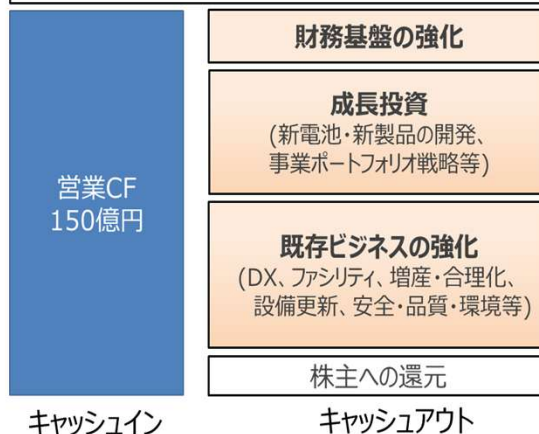 財務基盤の強化
成長投資
(新電池・新製品の開発、
事業ポートフォリオ戦略等)
営業CF
150億円
既存ビジネスの強化
(DX、ファシリティ、増産・合理化、
設備更新、安全・品質・環境等)
株主への還元
キャッシュイン
キャッシュアウト